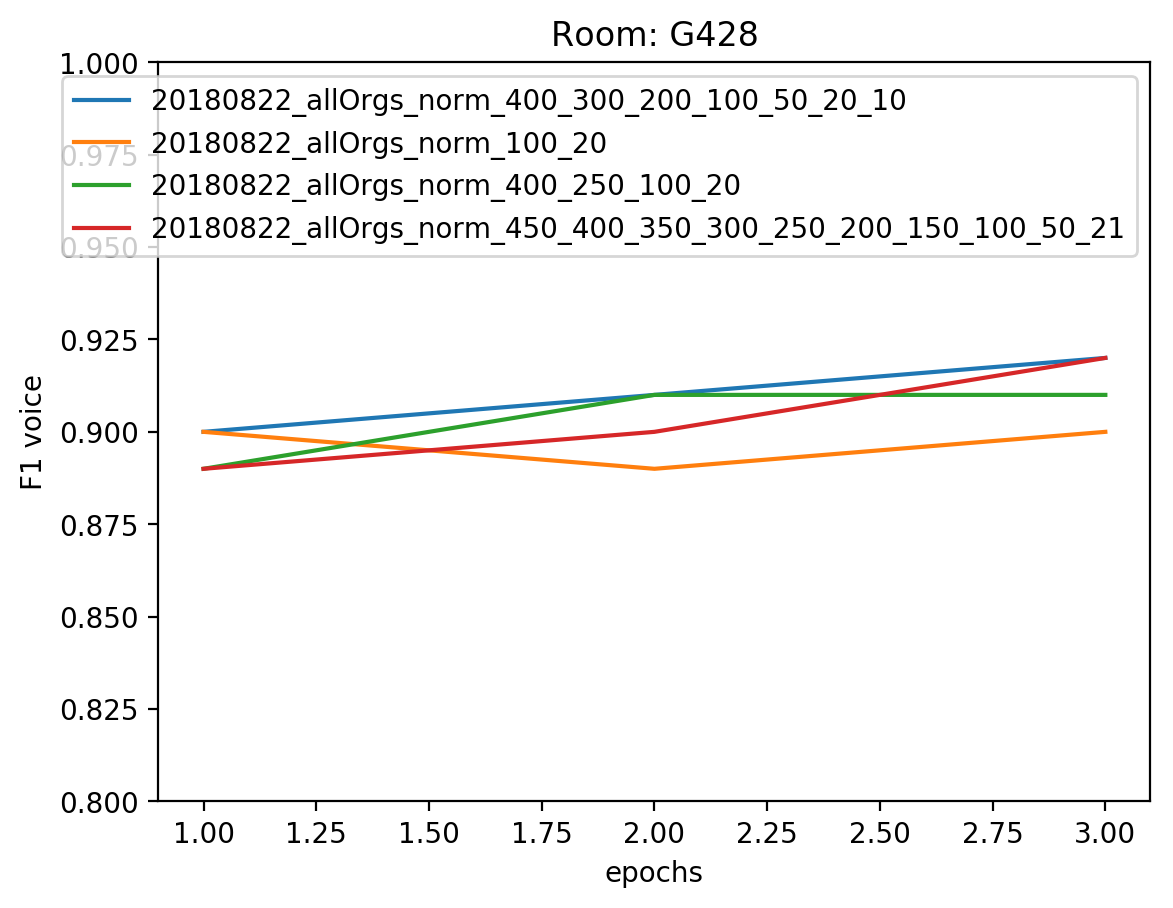 Room: G428
1.000
20180822_allOrgs_norm_400_300_200_100_50_20_10
20180822_allOrgs_norm_100_20
0.975
20180822_allOrgs_norm_400_250_100_20
20180822_allOrgs_norm_450_400_350_300_250_200_150_100_50_21
0.950
0.925
0.900
0.875
0.850
0.825
0.800
F1 voice
1.00 1.25 1.50 1.75 2.00 2.25 2.50 2.75 3.00
epochs